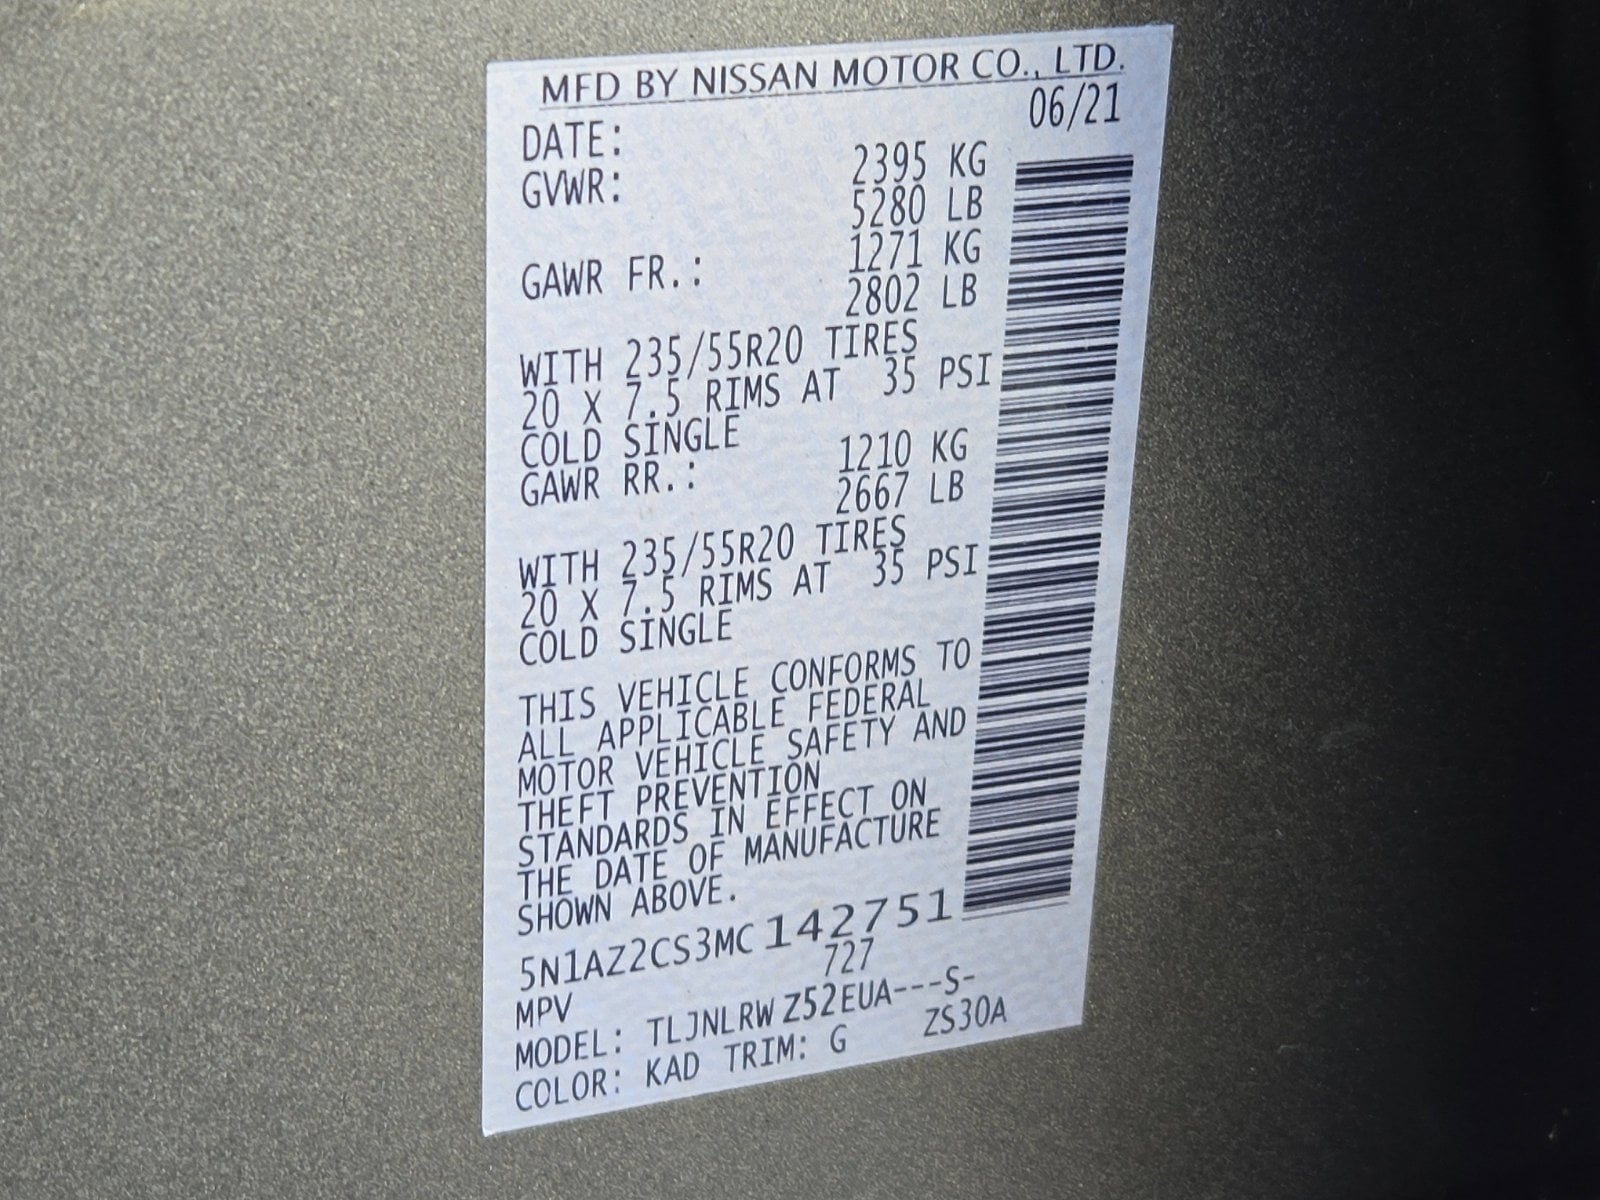 MFD BY NISSAN MOTOR CO., LTD.
DATE: 06/21
GVWR: 2395 KG
5280 LB
GAWR FR.: 1271 KG
2802 LB
WITH 235/55R20 TIRES
20 X 7.5 RIMS AT 35 PSI
COLD SINGLE
GAWR RR.: 1210 KG
2667 LB
WITH 235/55R20 TIRES
20 X 7.5 RIMS AT 35 PSI
COLD SINGLE
THIS VEHICLE CONFORMS TO
ALL APPLICABLE FEDERAL
MOTOR VEHICLE SAFETY AND
THEFT PREVENTION
STANDARDS IN EFFECT ON
THE DATE OF MANUFACTURE
SHOWN ABOVE.
5N1AZ2CS3MC142751
MPV 727
MODEL: TLJNLRW Z52EUA---S-
COLOR: KAD TRIM: G ZS30A